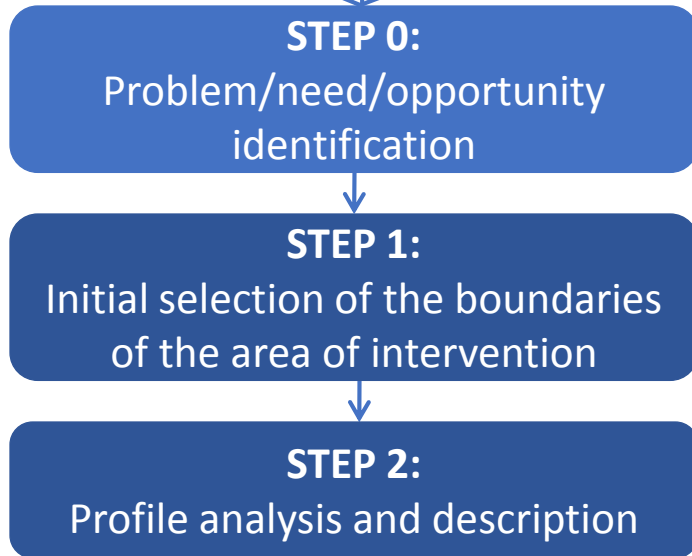 STEP 0:
Problem/need/opportunity
identification
STEP 1:
Initial selection of the boundaries
of the area of intervention
STEP 2:
Profile analysis and description